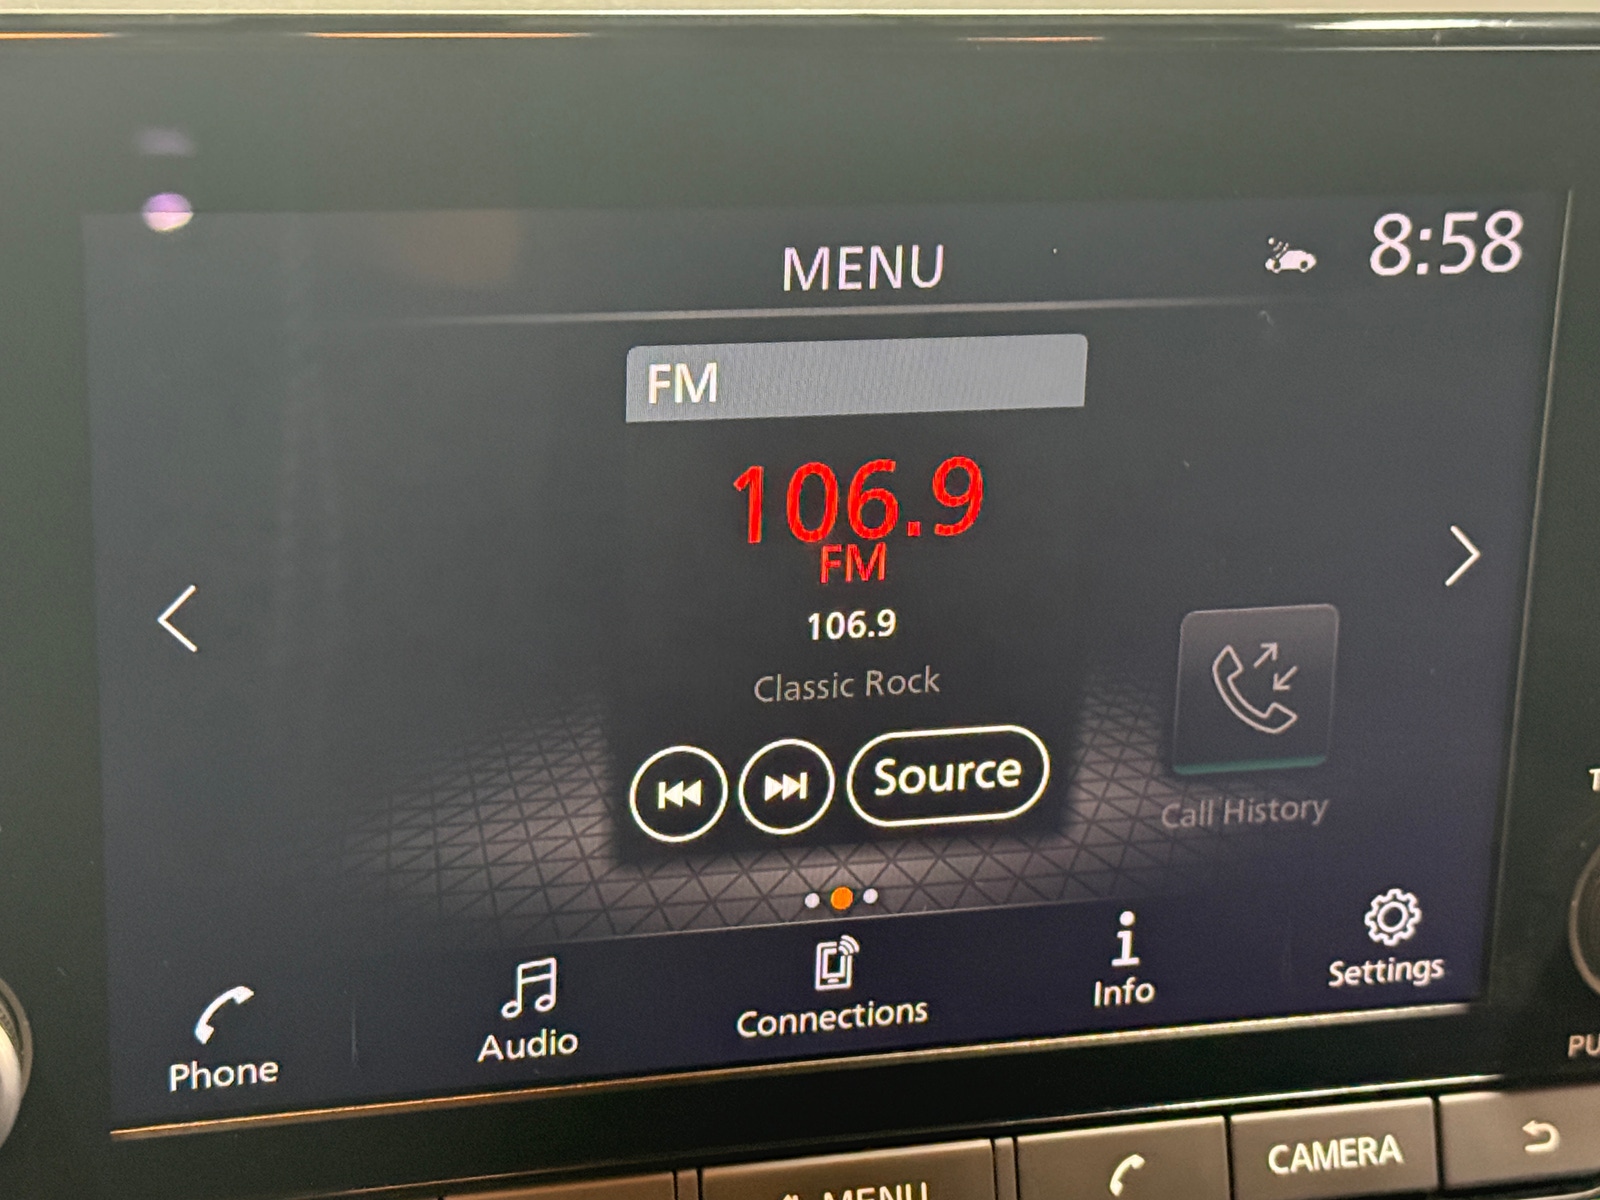 MENU
8:58
FM
106.9
FM
106.9
Classic Rock
Source
Call History
Phone
Audio
Connections
Info
Settings
MENU
CAMERA